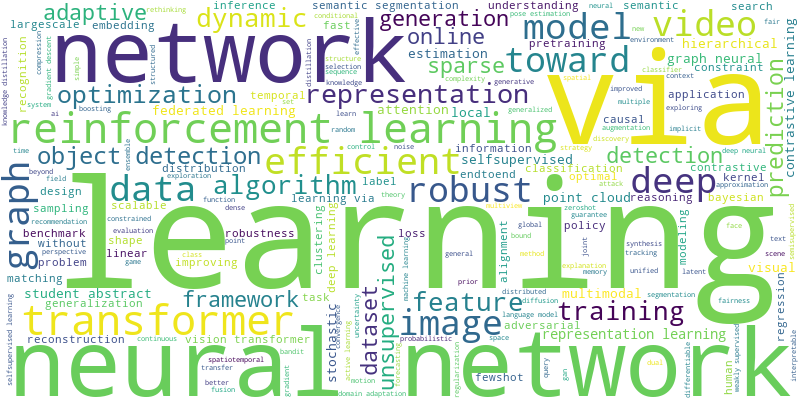 network
learning
neural network
via
reinforcement learning
transformer
efficient
image
data
algorithm
robust
deep
graph
model
video
toward
dynamic
generation
online
adaptive
sparse
optimization
representation
object detection
detection
prediction
training
feature
framework
unsupervised
dataset
stochastic
point cloud
multimodal
adversarial
representation learning
federated learning
attention
local
causal
estimation
hierarchical
graph neural
constraint
application
semantic
search
understanding
pretraining
semantic segmentation
inference
fast
largescale
embedding
recognition
temporal
selfsupervised
information
endtoend
distribution
label
learning via
classification
optimal
reasoning
bayesian
contrastive
kernel
contrastive learning
design
field
sampling
scalable
benchmark
constrained
without
shape
linear
robustness
problem
improving
matching
student abstract
generalization
task
deep learning
clustering
loss
policy
alignment
modeling
visual
regression
reconstruction
vision transformer
continuous
probabilistic
fewshot
human
weakly supervised
interpretable
differentiable
domain adaptation
active learning
machine learning
selfsupervised learning
semisupervised
knowledge distillation
gradient descent
compression
simple
system
ai
boosting
structured
distillation
conditional
rethinking
effective
structure
selection
sequence
knowledge
complexity
generative
pose estimation
neural
new
fair
environment
classifier
context
improved
multiple
exploring
spatial
generalized
augmentation
implicit
discovery
strategy
attack
deep neural
approximation
set
learn
random
control
noise
time
beyond
ensemble
exploration
function
dense
theory
recommendation
evaluation
perspective
point
game
class
general
prior
multiview
zeroshot
guarantee
global
bound
method
explanation
memory
joint
synthesis
tracking
unified
latent
face
text
scene
distributed
diffusion
segmentation
language model
fairness
space
query
gan
dual
regularization
forecasting
uncertainty
convergence
motion
bandit
gradient
spatiotemporal
transfer
better
fusion